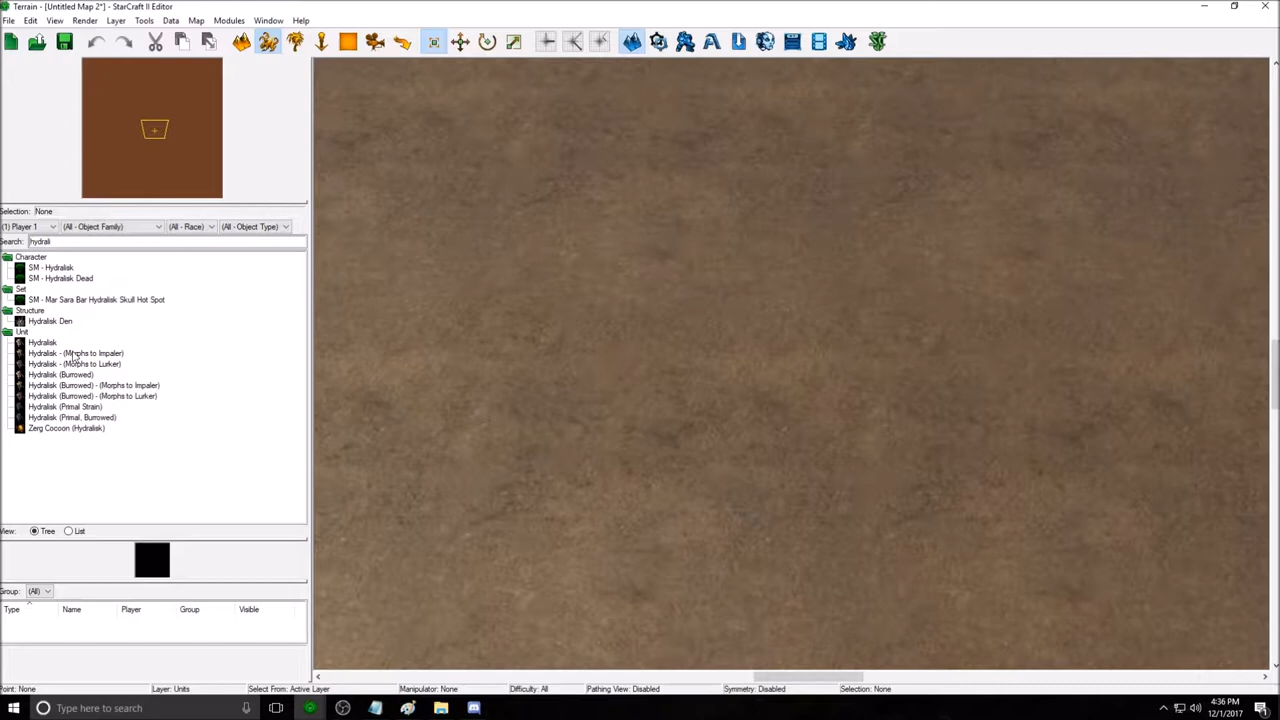 Terrain - [Untitled Map 2*] - StarCraft II Editor
File Edit View Render Layer Tools Data Map Modules Window Help
Selection: None
(1) Player 1 (All - Object Family) (All - Race) (All - Object Type)
Search: hydrali
Character
SM - Hydralisk
SM - Hydralisk Dead
Set
SM - Mar Sara Bar Hydralisk Skull Hot Spot
Structure
Hydralisk Den
Unit
Hydralisk
Hydralisk - (Morphs to Impaler)
Hydralisk - (Morphs to Lurker)
Hydralisk (Burrowed)
Hydralisk (Burrowed) - (Morphs to Impaler)
Hydralisk (Burrowed) - (Morphs to Lurker)
Hydralisk (Primal Strain)
Hydralisk (Primal, Burrowed)
Zerg Cocoon (Hydralisk)
View: Tree List
Group: (All)
Type Name Player Group Visible
Point: None Layer: Units Select From: Active Layer Manipulator: None Difficulty: All Pathing View: Disabled Symmetry: Disabled Selection: None
Type here to search
4:36 PM
12/1/2017